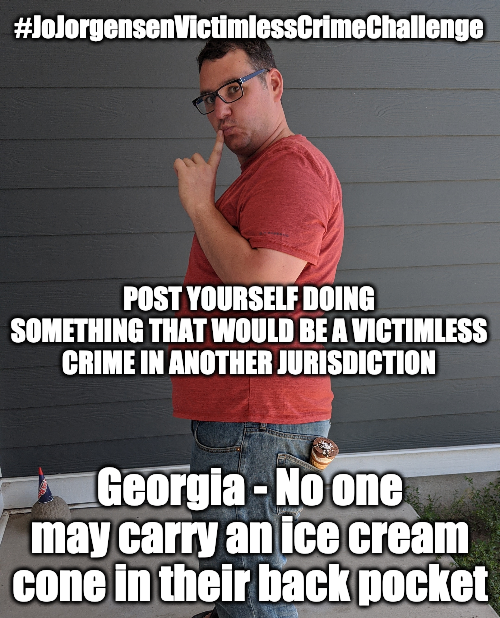 #JoJorgensenVictimlessCrimeChallenge
POST YOURSELF DOING
SOMETHING THAT WOULD BE A VICTIMLESS
CRIME IN ANOTHER JURISDICTION
Georgia - No one
may carry an ice cream
cone in their back pocket